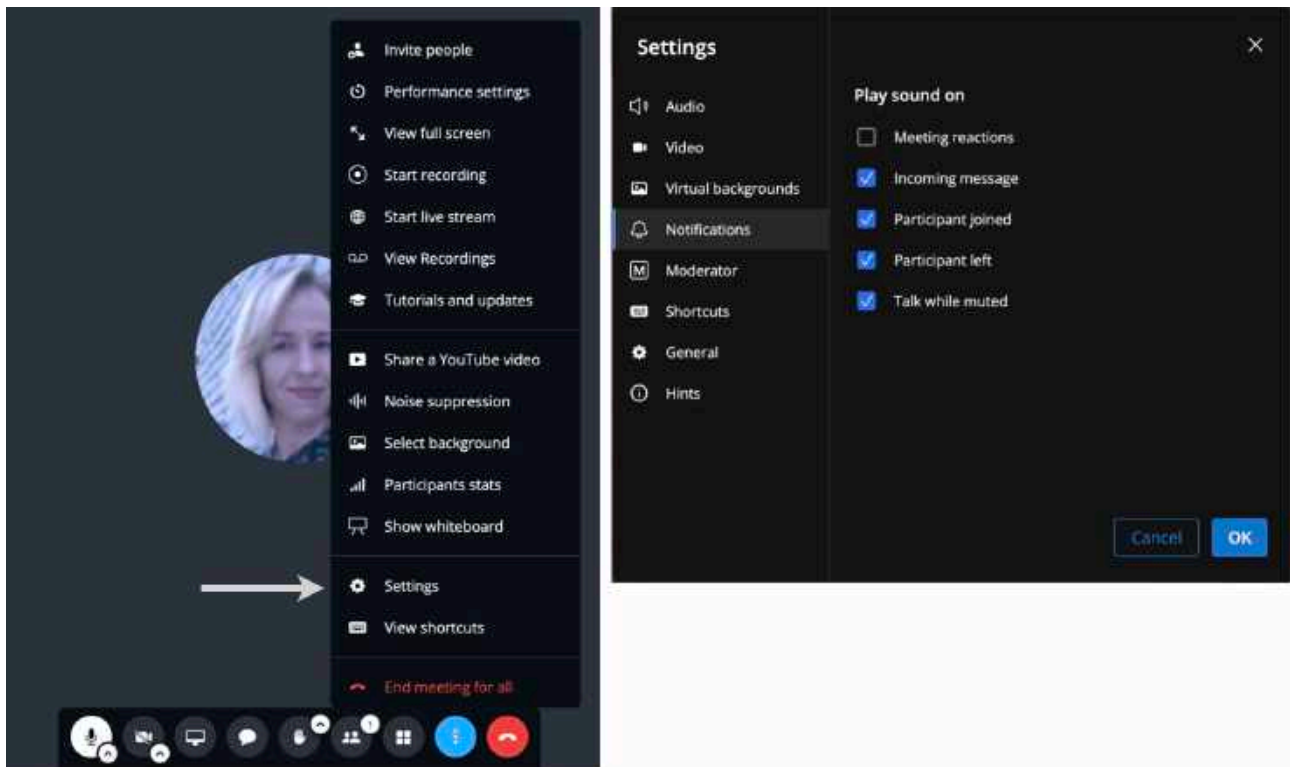 Invite people
Performance settings
View full screen
Start recording
Start live stream
View Recordings
Tutorials and updates
Share a YouTube video
Noise suppression
Select background
Participants stats
Show whiteboard
Settings
View shortcuts
End meeting for all
1
Settings
Audio
Video
Virtual backgrounds
Notifications
M Moderator
Shortcuts
General
Hints
Play sound on
Meeting reactions
Incoming message
Participant joined
Participant left
Talk while muted
Cancel OK